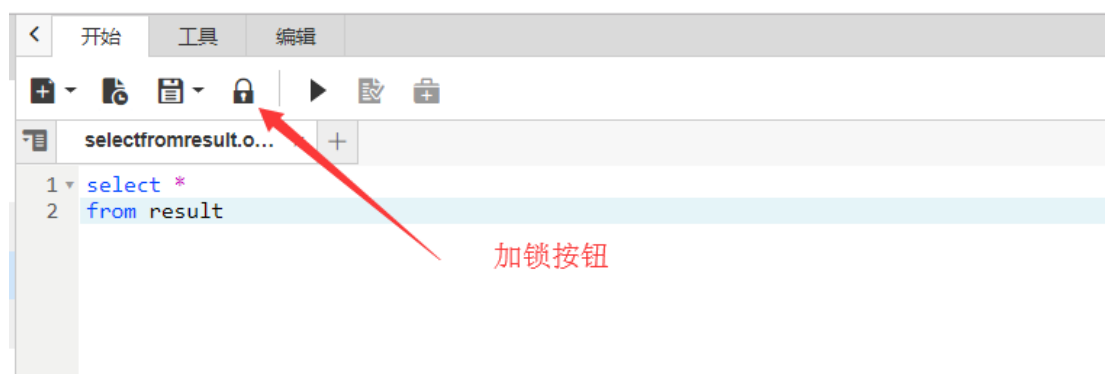 开始 工具 编辑
selectfromresult.o... +
1 select *
2 from result
加锁按钮